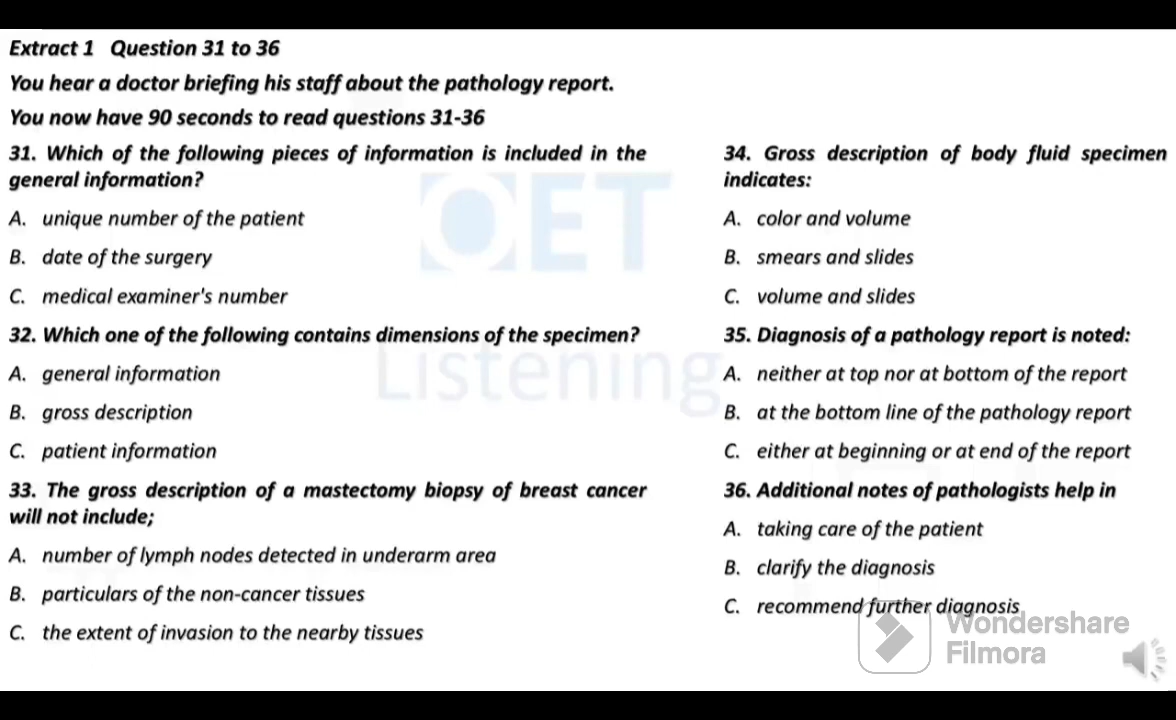 Extract 1   Question 31 to 36
You hear a doctor briefing his staff about the pathology report.
You now have 90 seconds to read questions 31-36
31. Which of the following pieces of information is included in the
general information?
A. unique number of the patient
B. date of the surgery
C. medical examiner's number
32. Which one of the following contains dimensions of the specimen?
A. general information
B. gross description
C. patient information
33. The gross description of a mastectomy biopsy of breast cancer
will not include;
A. number of lymph nodes detected in underarm area
B. particulars of the non-cancer tissues
C. the extent of invasion to the nearby tissues
34. Gross description of body fluid specimen
indicates:
A. color and volume
B. smears and slides
C. volume and slides
35. Diagnosis of a pathology report is noted:
A. neither at top nor at bottom of the report
B. at the bottom line of the pathology report
C. either at beginning or at end of the report
36. Additional notes of pathologists help in
A. taking care of the patient
B. clarify the diagnosis
C. recommend further diagnosis
OET
Listening
Wondershare
Filmora